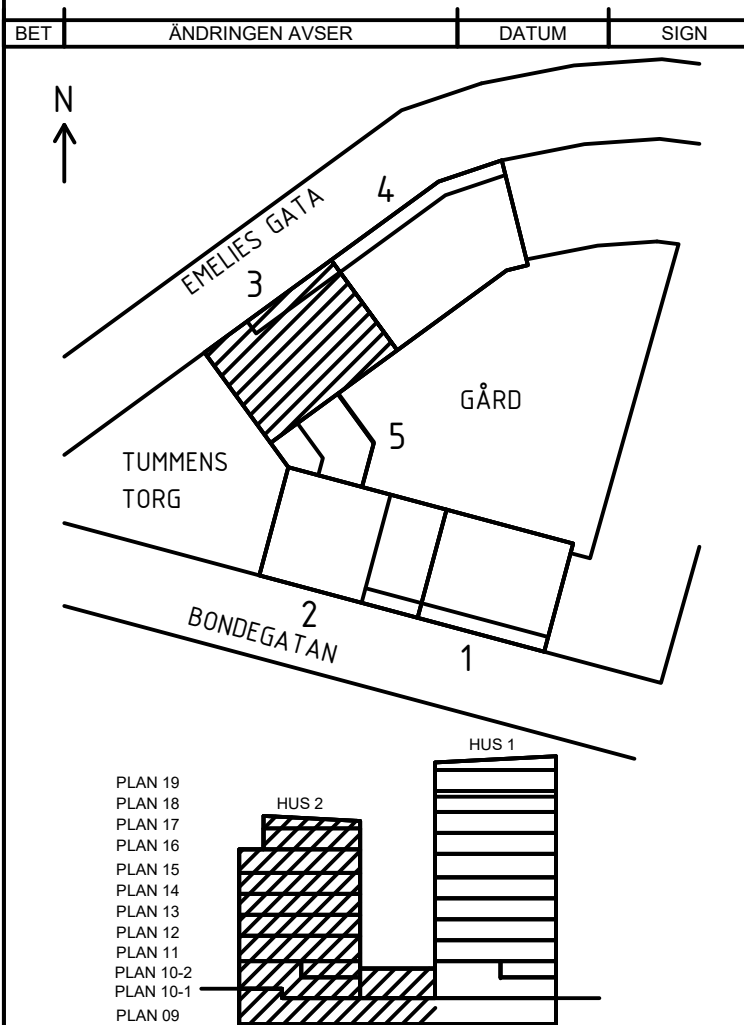 BET ÄNDRINGEN AVSER DATUM SIGN
N
4
EMELIES GATA
3
GÅRD
5
TUMMENS
TORG
2
BONDEGATAN
1
HUS 1
PLAN 19
PLAN 18
HUS 2
PLAN 17
PLAN 16
PLAN 15
PLAN 14
PLAN 13
PLAN 12
PLAN 11
PLAN 10-2
PLAN 10-1
PLAN 09